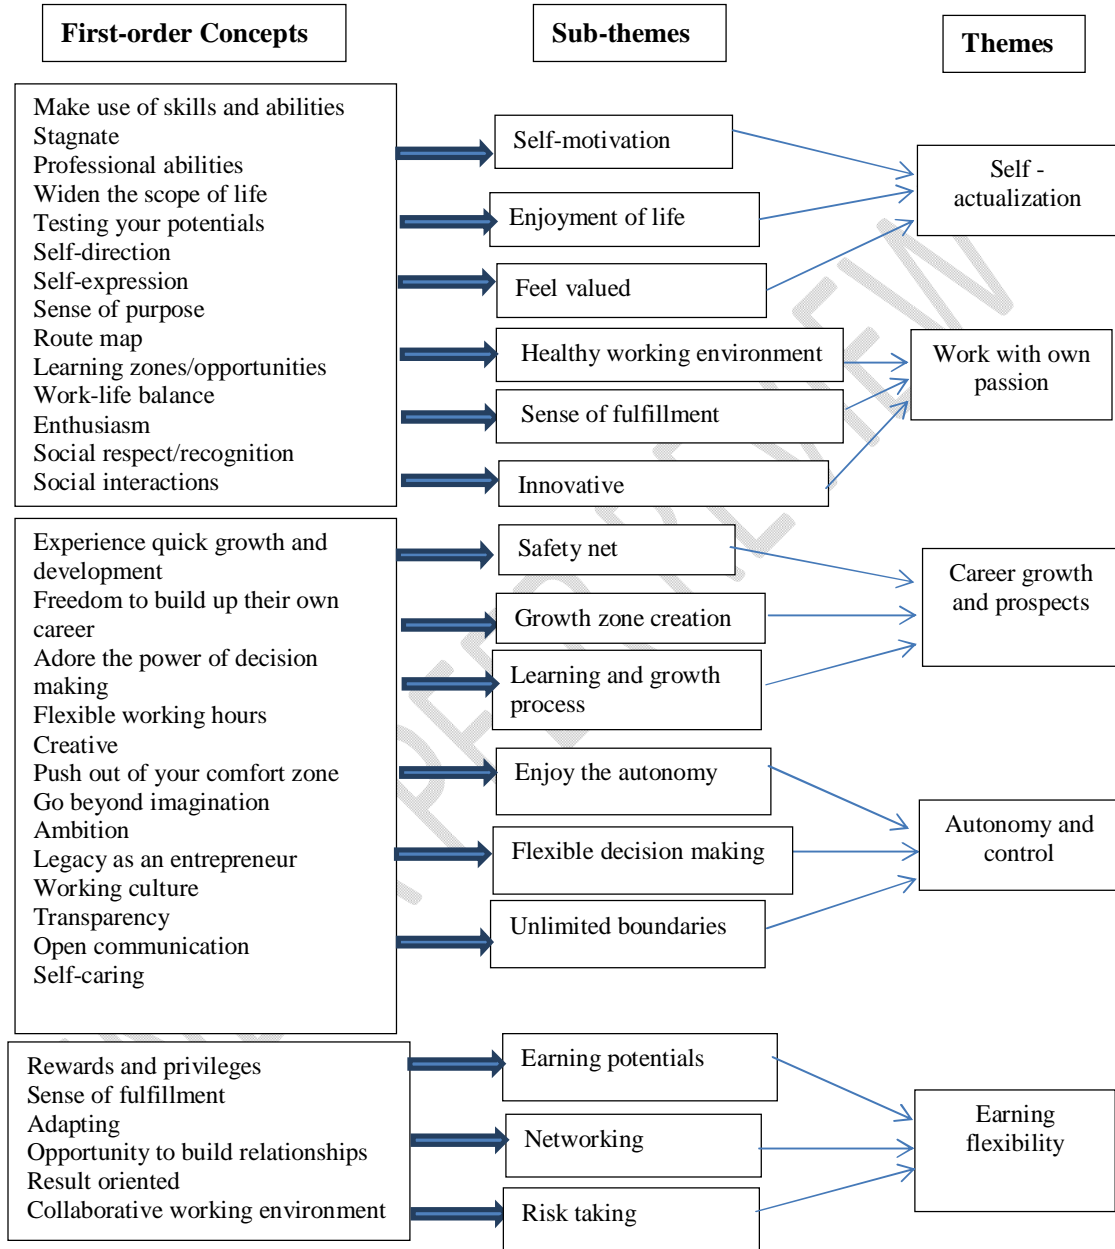 First-order Concepts
Sub-themes
Themes
Make use of skills and abilities
Stagnate
Professional abilities
Widen the scope of life
Testing your potentials
Self-direction
Self-expression
Sense of purpose
Route map
Learning zones/opportunities
Work-life balance
Enthusiasm
Social respect/recognition
Social interactions
Self-motivation
Enjoyment of life
Feel valued
Healthy working environment
Sense of fulfillment
Innovative
Self -
actualization
Work with own
passion
Experience quick growth and
development
Freedom to build up their own
career
Adore the power of decision
making
Flexible working hours
Creative
Push out of your comfort zone
Go beyond imagination
Ambition
Legacy as an entrepreneur
Working culture
Transparency
Open communication
Self-caring
Safety net
Growth zone creation
Learning and growth
process
Enjoy the autonomy
Flexible decision making
Unlimited boundaries
Career growth
and prospects
Autonomy and
control
Rewards and privileges
Sense of fulfillment
Adapting
Opportunity to build relationships
Result oriented
Collaborative working environment
Earning potentials
Networking
Risk taking
Earning
flexibility
PEER REVIEW